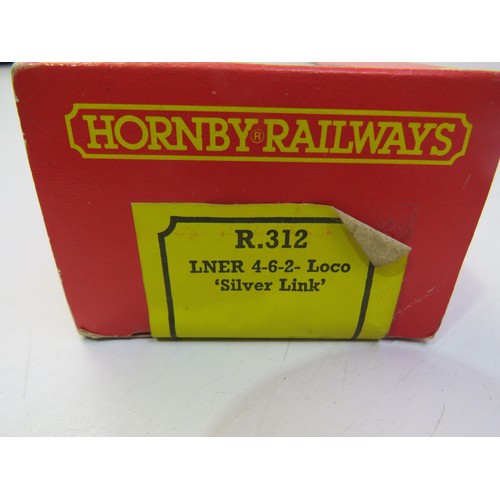 HORNBY® RAILWAYS
R.312
LNER 4-6-2- Loco
‘Silver Link’